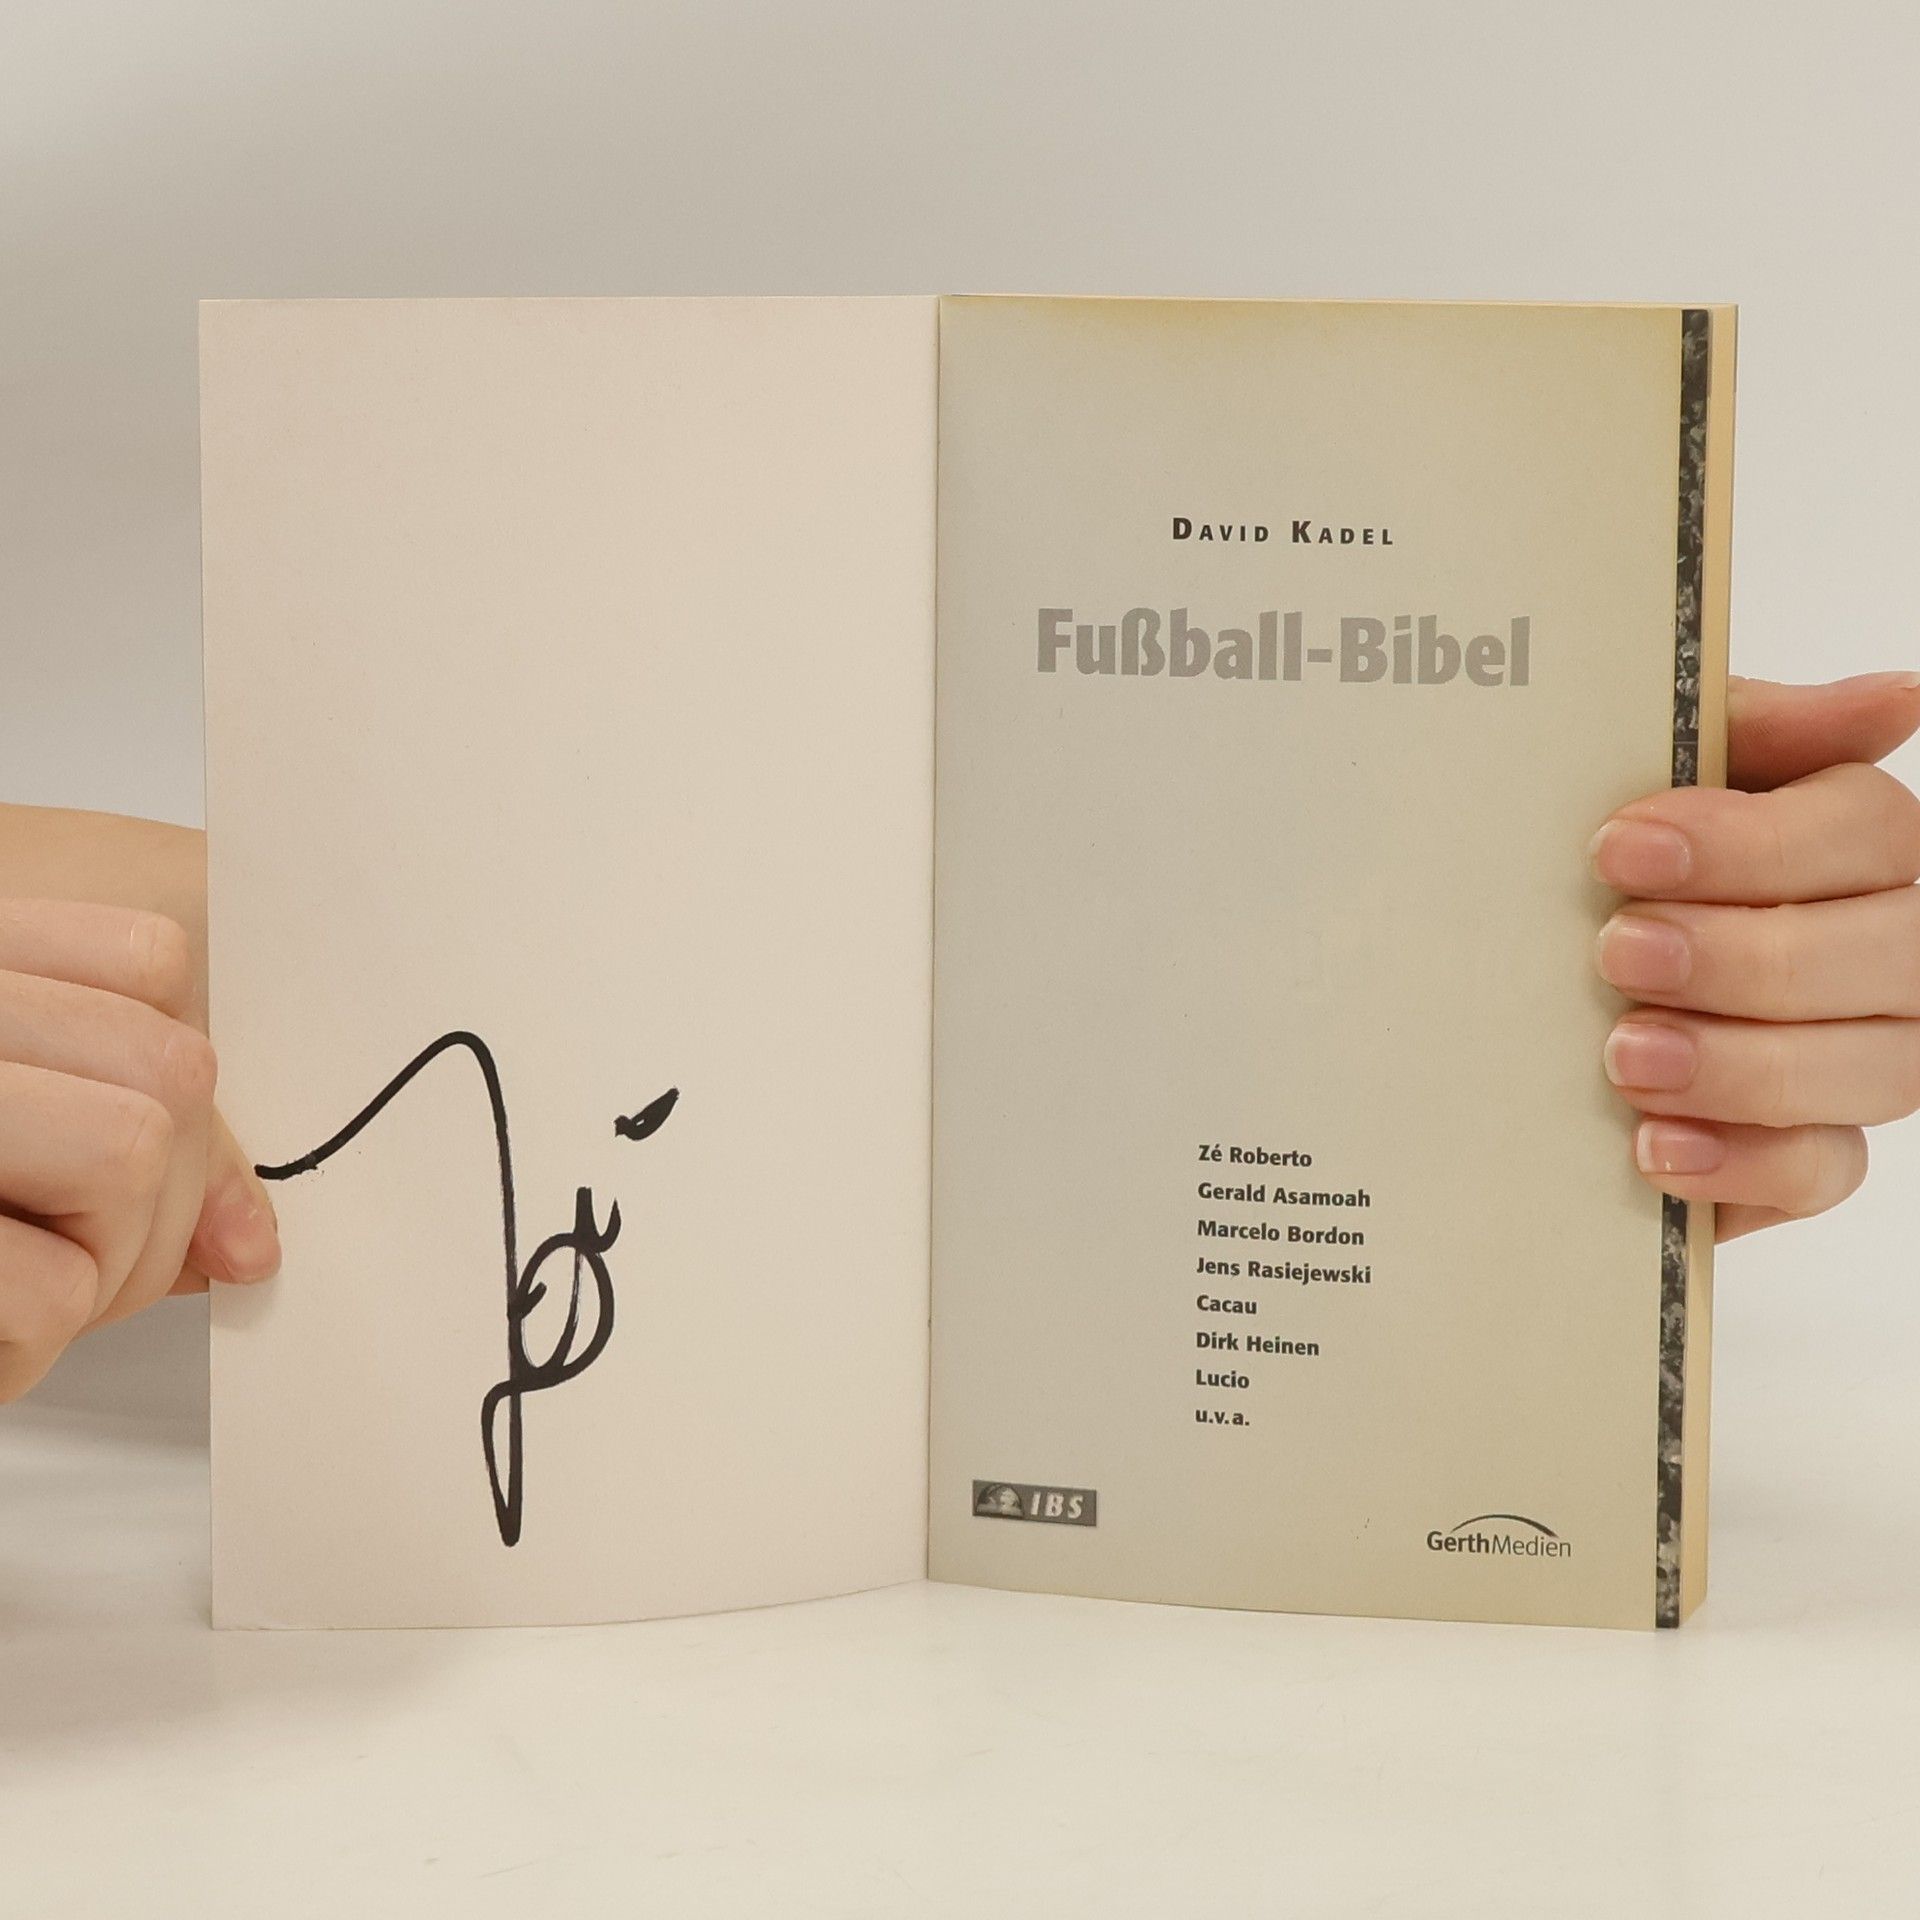 DAVID KADEL
Fußball-Bibel
Zé Roberto
Gerald Asamoah
Marcelo Bordon
Jens Rasiejewski
Cacau
Dirk Heinen
Lucio
u.v.a.
IBS
GerthMedien